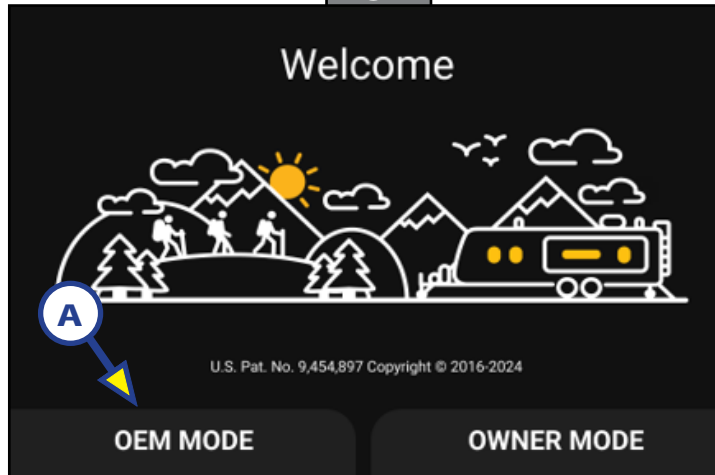 Welcome
A
U.S. Pat. No. 9,454,897 Copyright © 2016-2024
OEM MODE
OWNER MODE